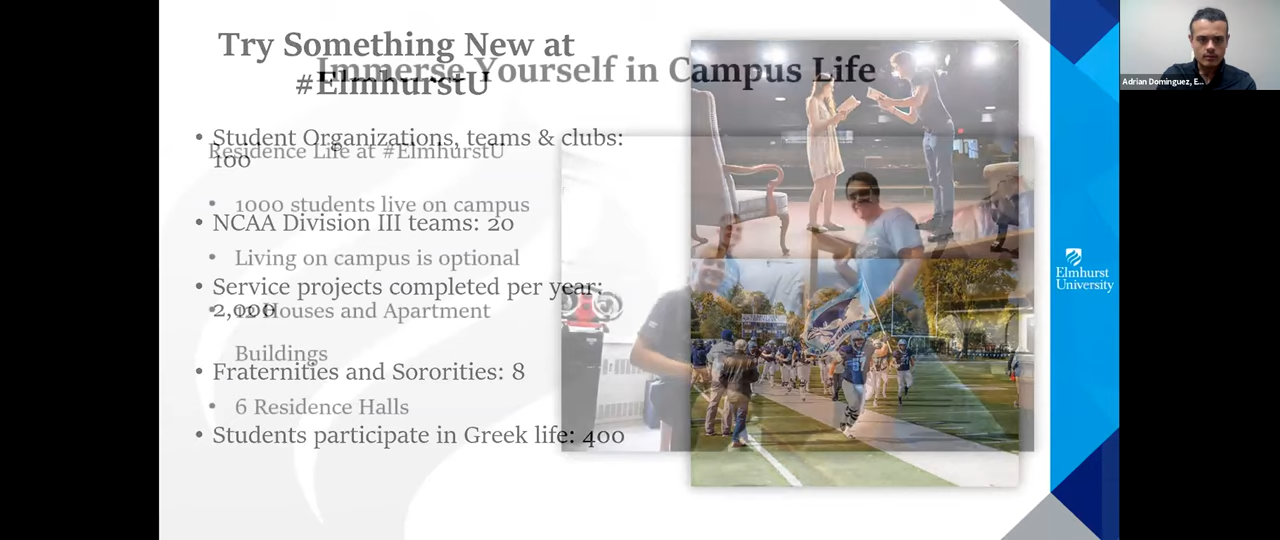 Try Something New at
#ElmhurstU
Immerse Yourself in Campus Life
• Student Organizations, teams & clubs:
100
Residence Life at #ElmhurstU
• 1000 students live on campus
• NCAA Division III teams: 20
• Living on campus is optional
• Service projects completed per year:
2,000
• Houses and Apartment
Buildings
• Fraternities and Sororities: 8
• 6 Residence Halls
• Students participate in Greek life: 400
Elmhurst
University
Adrian Dominguez, E...